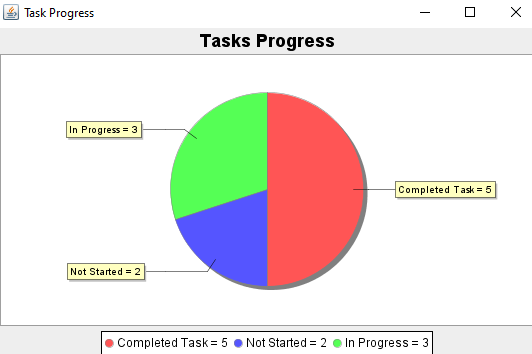 Task Progress
Tasks Progress
In Progress = 3
Completed Task = 5
Not Started = 2
Completed Task = 5 Not Started = 2 In Progress = 3